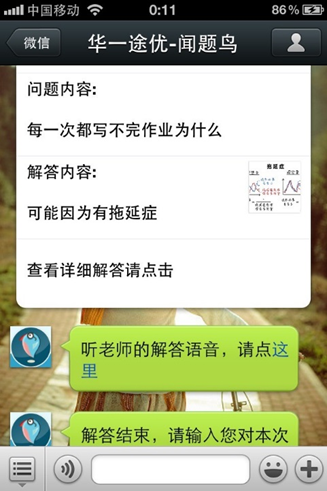 中国移动 0:11 86%
微信 华一途优-闻题鸟
问题内容:
每一次都写不完作业为什么
解答内容:
拖延症
可能因为有拖延症
查看详细解答请点击
听老师的解答语音，请点这
里
解答结束，请输入您对本次